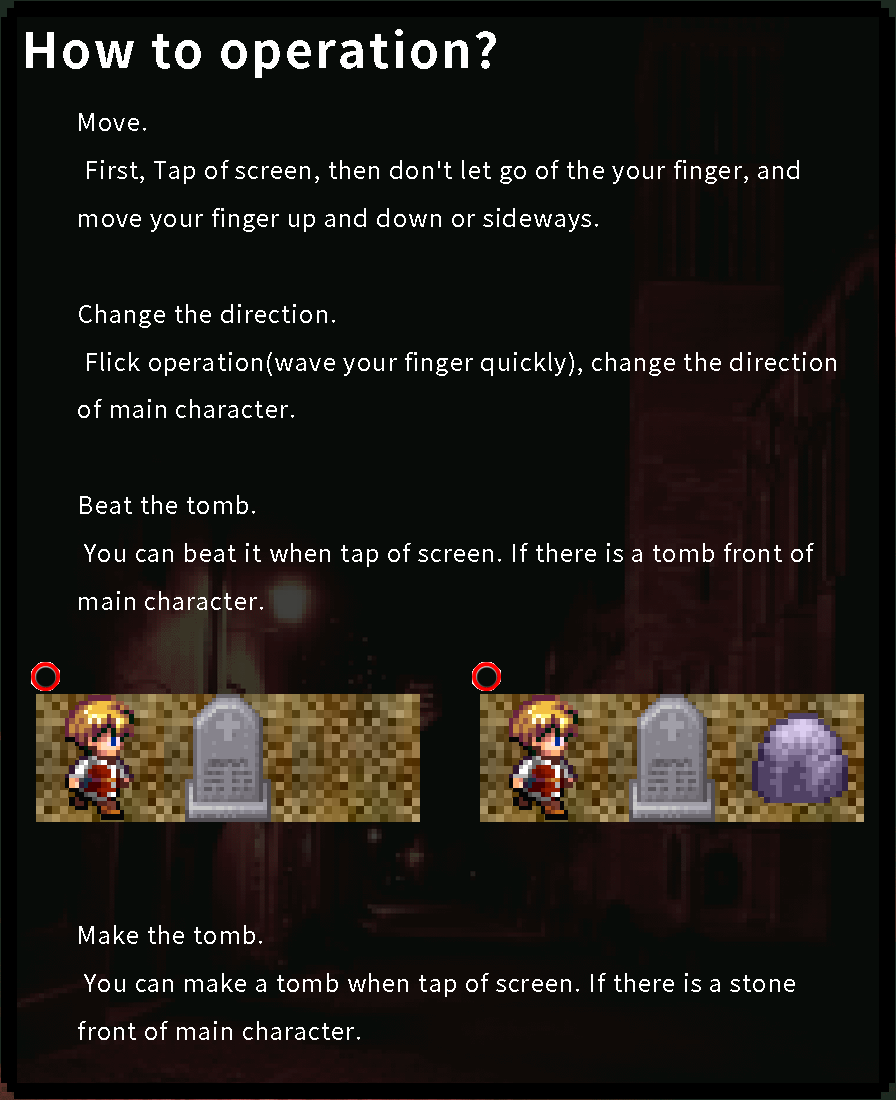 How to operation?
Move.
First, Tap of screen, then don't let go of the your finger, and
move your finger up and down or sideways.
Change the direction.
Flick operation(wave your finger quickly), change the direction
of main character.
Beat the tomb.
You can beat it when tap of screen. If there is a tomb front of
main character.
Make the tomb.
You can make a tomb when tap of screen. If there is a stone
front of main character.